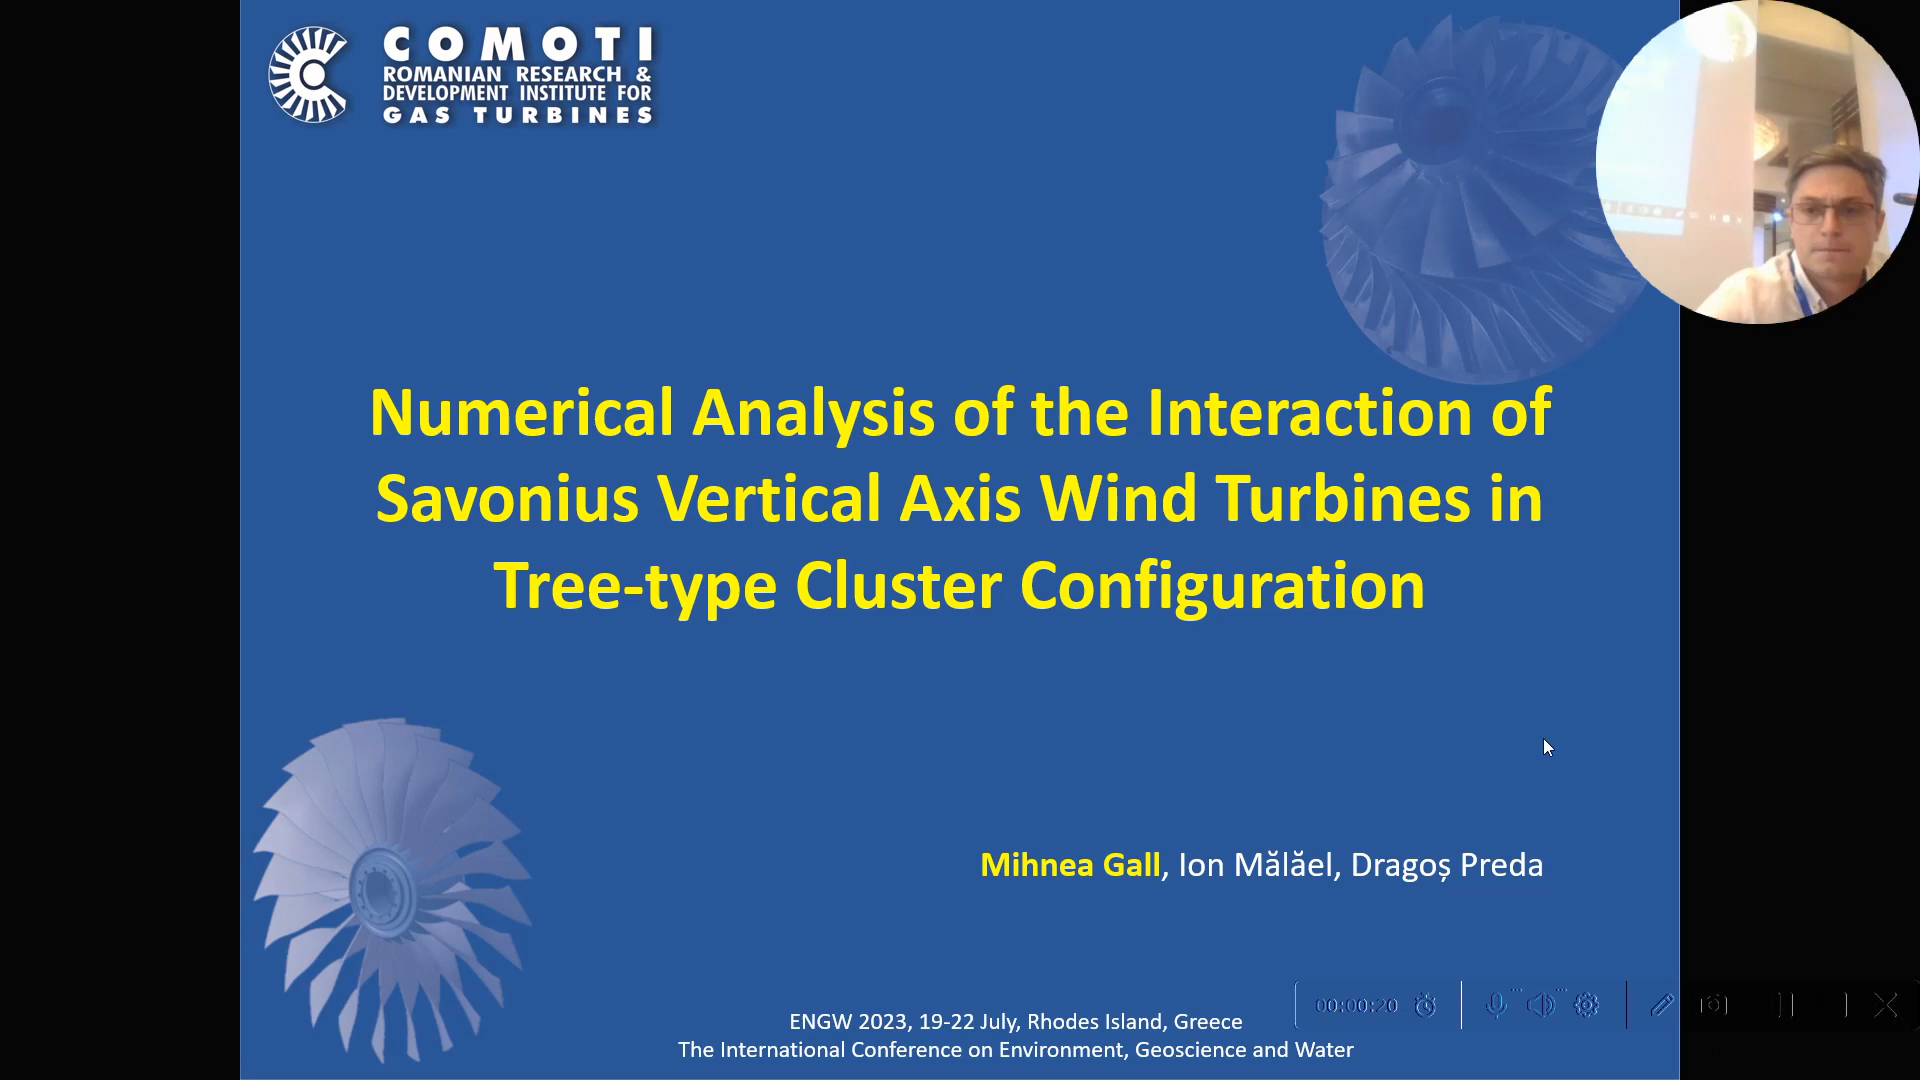 COMOTI
ROMANIAN RESEARCH &
DEVELOPMENT INSTITUTE FOR
GAS TURBINES
Numerical Analysis of the Interaction of
Savonius Vertical Axis Wind Turbines in
Tree-type Cluster Configuration
Mihnea Gall, Ion Mălăel, Dragoș Preda
00:00:20
ENGW 2023, 19-22 July, Rhodes Island, Greece
The International Conference on Environment, Geoscience and Water